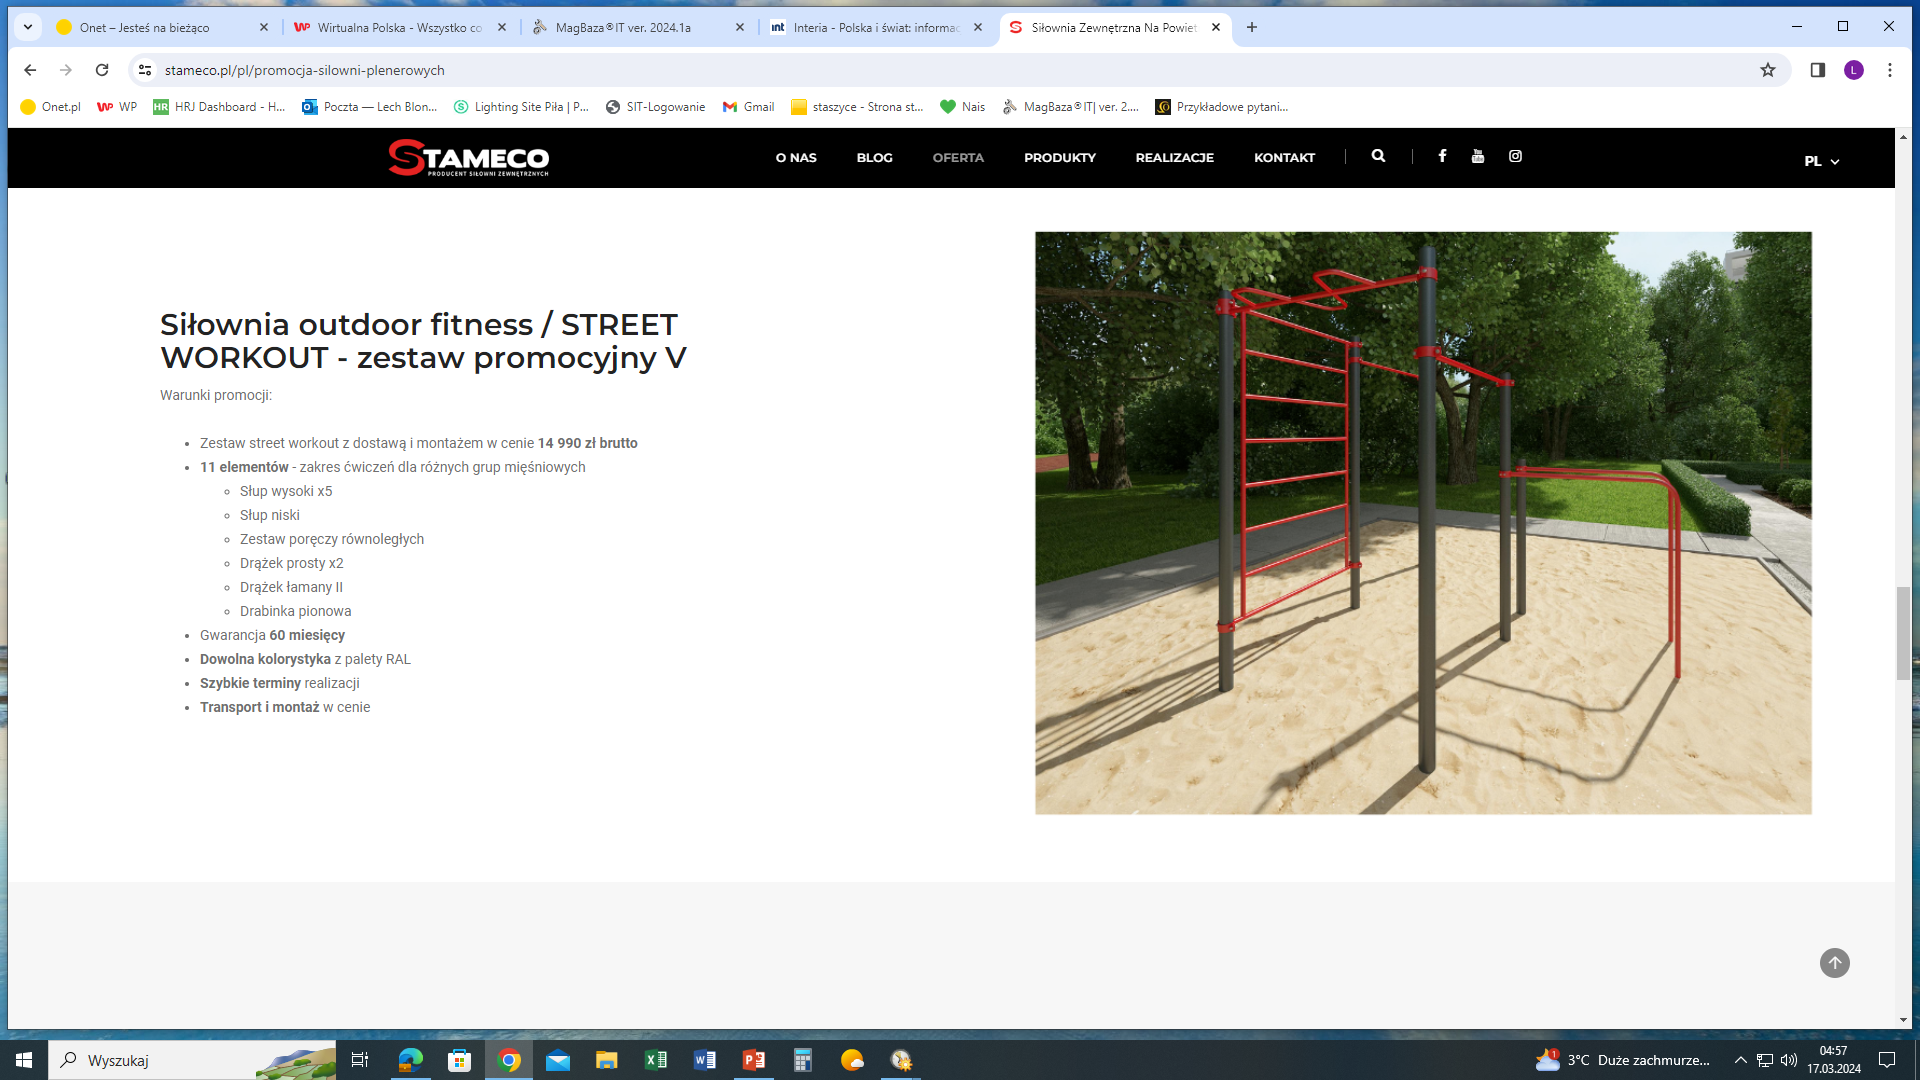 Onet – Jesteś na bieżąco
Wirtualna Polska - Wszystko co
MagBaza®IT ver. 2024.1a
int
Interia - Polska i świat: informac
Siłownia Zewnętrzna Na Powiet
stameco.pl/pl/promocja-silowni-plenerowych
L
Onet.pl
WP
HR HRJ Dashboard - H...
Poczta — Lech Blon...
Lighting Site Piła | P...
SIT-Logowanie
Gmail
staszyce - Strona st...
Nais
MagBaza®IT| ver. 2....
Przykładowe pytani...
STAMECO
PRODUCENT SIŁOWNI ZEWNĘTRZNYCH
O NAS
BLOG
OFERTA
PRODUKTY
REALIZACJE
KONTAKT
PL
Siłownia outdoor fitness / STREET
WORKOUT - zestaw promocyjny V
Warunki promocji:
Zestaw street workout z dostawą i montażem w cenie 14 990 zł brutto
11 elementów - zakres ćwiczeń dla różnych grup mięśniowych
Słup wysoki x5
Słup niski
Zestaw poręczy równoległych
Drążek prosty x2
Drążek łamany II
Drabinka pionowa
Gwarancja 60 miesięcy
Dowolna kolorystyka z palety RAL
Szybkie terminy realizacji
Transport i montaż w cenie
Wyszukaj
1
3°C Duże zachmurze...
04:57
17.03.2024